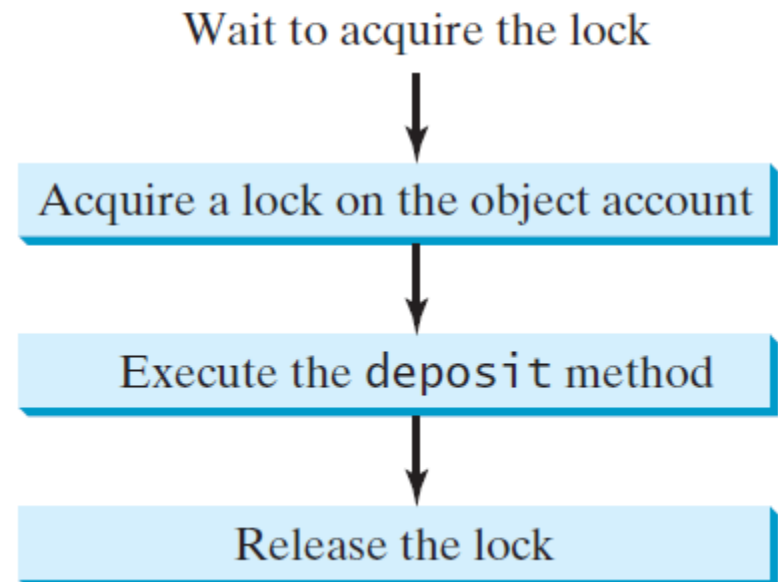 Wait to acquire the lock
Acquire a lock on the object account
Execute the deposit method
Release the lock